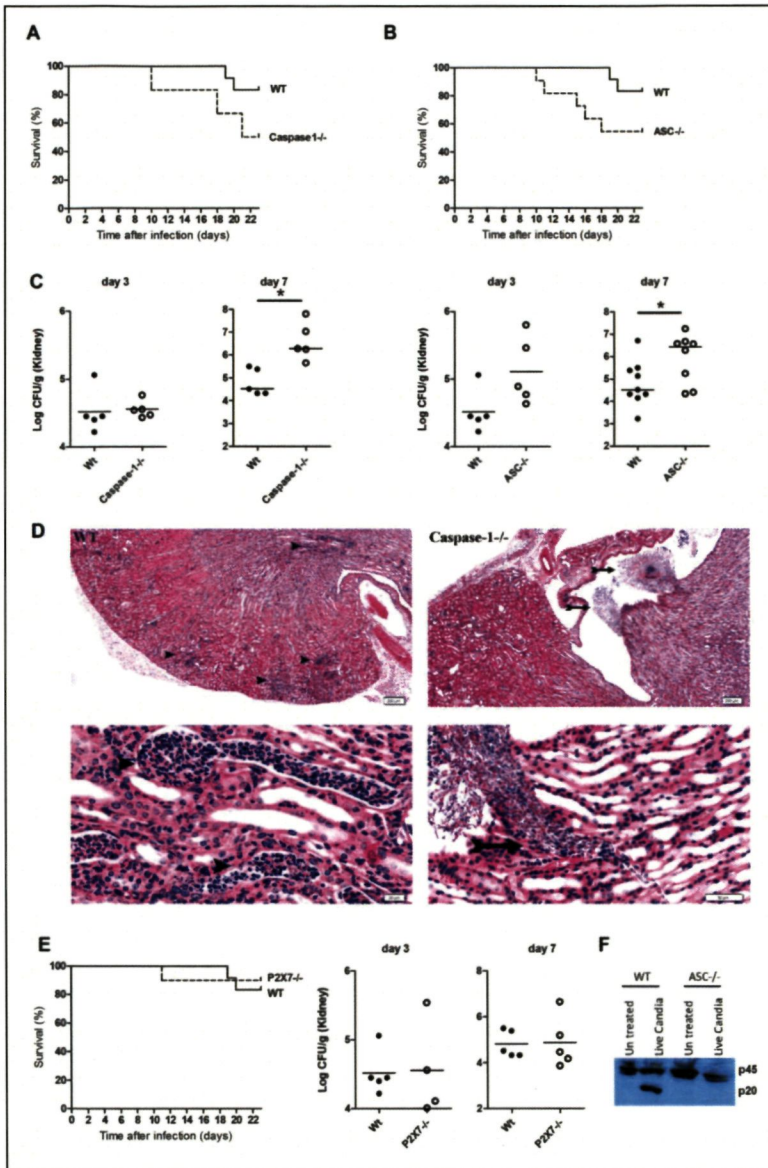 A
Survival (%)
100
80
60
40
20
0
WT
Caspase1-/-
0 2 4 6 8 10 12 14 16 18 20 22
Time after infection (days)
B
Survival (%)
100
80
60
40
20
0
WT
ASC-/-
0 2 4 6 8 10 12 14 16 18 20 22
Time after infection (days)
C
day 3
Log CFU/g (Kidney)
6
5
4
Wt
Caspase-1-/-
day 7
*
8
7
6
5
4
3
2
Wt
Caspase-1-/-
day 3
Log CFU/g (Kidney)
6
5
4
Wt
ASC-/-
day 7
*
8
7
6
5
4
3
2
Wt
ASC-/-
D
WT
Caspase-1-/-
E
Survival (%)
100
80
60
40
20
0
P2X7-/-
WT
0 2 4 6 8 10 12 14 16 18 20 22
Time after infection (days)
day 3
Log CFU/g (Kidney)
6
5
4
Wt
P2X7-/-
day 7
8
6
4
2
Wt
P2X7-/-
F
WT
ASC-/-
Un treated
Live Candia
Un treated
Live Candia
p45
p20